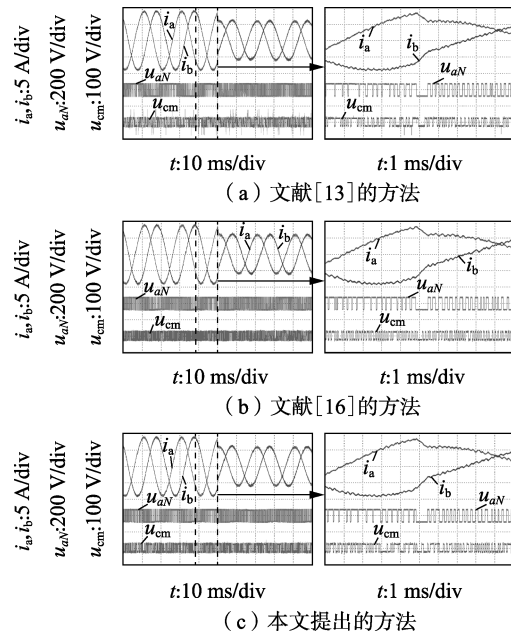 i_a,i_b:5 A/div
u_aN:200 V/div
u_cm:100 V/div
i_a
i_b
u_aN
u_cm
i_a
i_b
u_aN
u_cm
t:10 ms/div
t:1 ms/div
(a)文献[13]的方法
i_a,i_b:5 A/div
u_aN:200 V/div
u_cm:100 V/div
i_a
i_b
u_aN
u_cm
i_a
i_b
u_aN
u_cm
t:10 ms/div
t:1 ms/div
(b)文献[16]的方法
i_a,i_b:5 A/div
u_aN:200 V/div
u_cm:100 V/div
i_a
i_b
u_aN
u_cm
i_a
i_b
u_aN
u_cm
t:10 ms/div
t:1 ms/div
(c)本文提出的方法